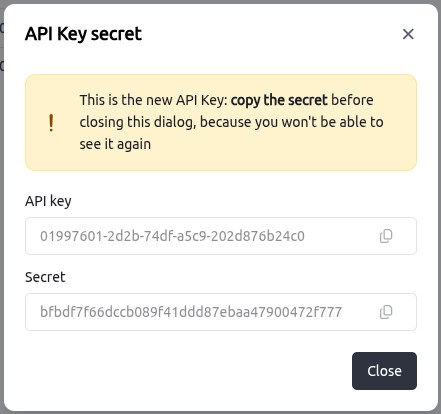 API Key secret
This is the new API Key: copy the secret before
closing this dialog, because you won't be able to
see it again
API key
01997601-2d2b-74df-a5c9-202d876b24c0
Secret
bfbdf7f66dccb089f41ddd87ebaa47900472f777
Close